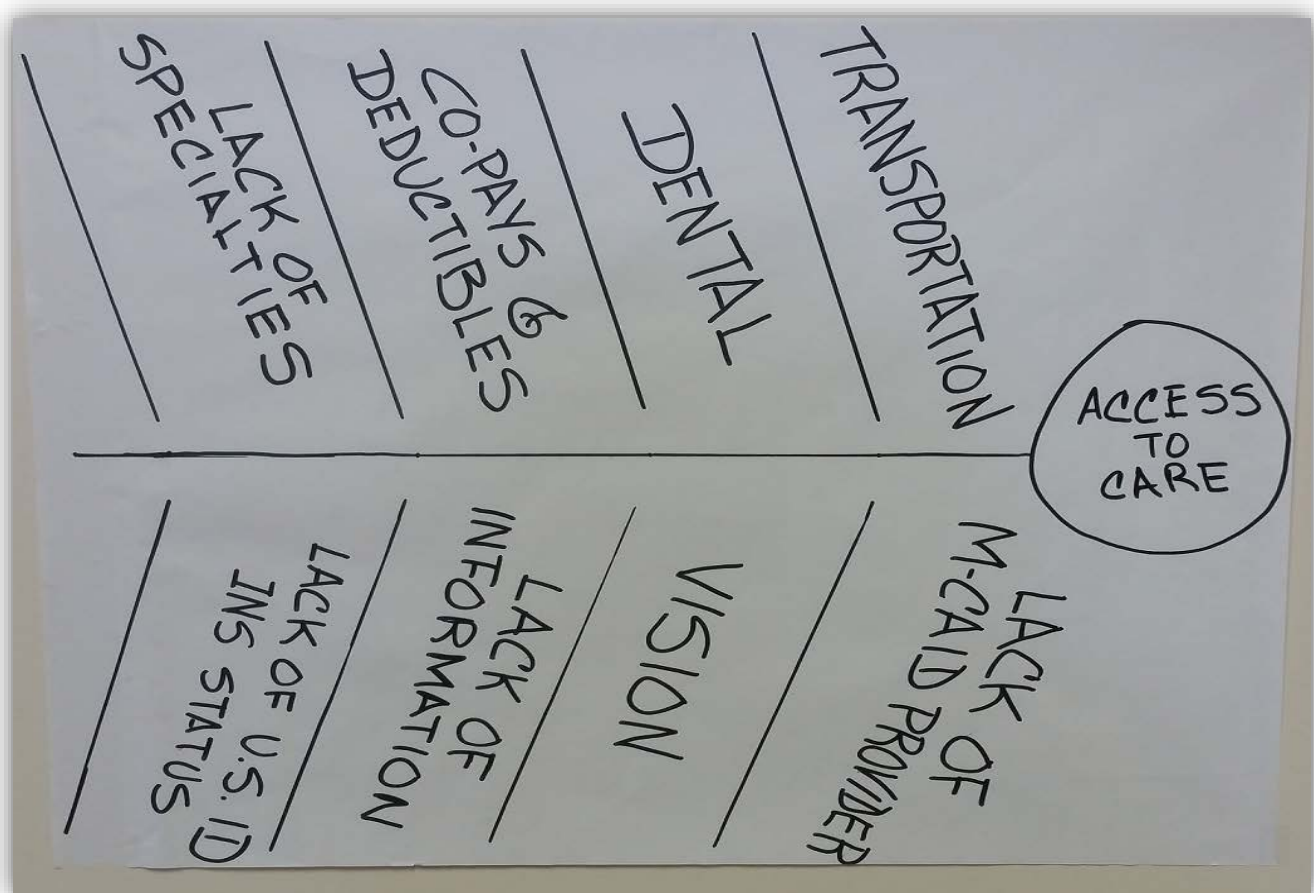 LACK OF
SPECIALTIES
CO-PAYS &
DEDUCTIBLES
DENTAL
TRANSPORTATION
ACCESS
TO
CARE
LACK OF U.S. ID
INS STATUS
LACK OF
INFORMATION
VISION
LACK OF
M-CAID PROVIDER